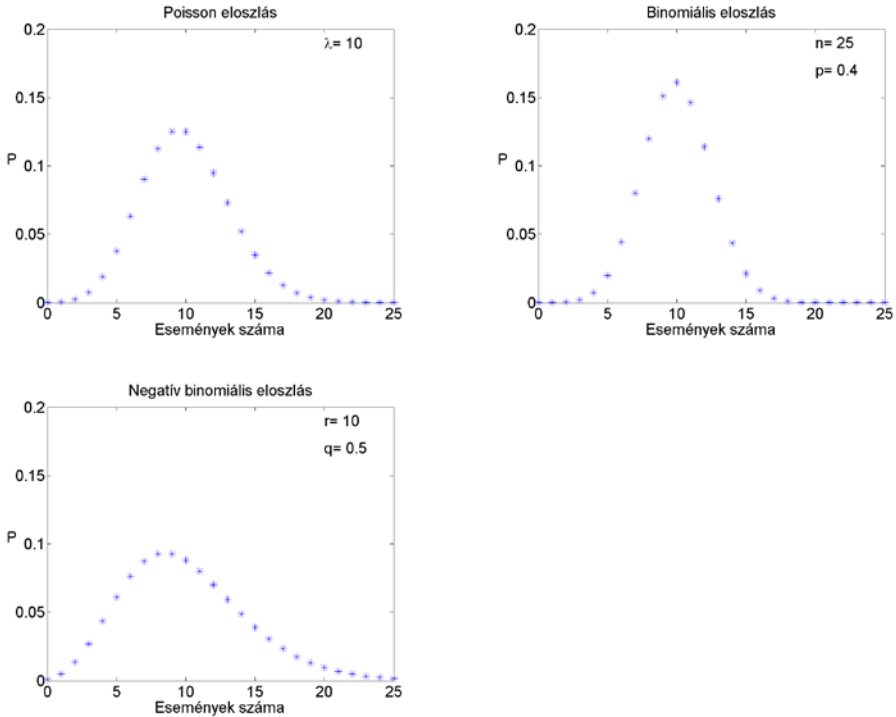 Poisson eloszlás
λ= 10
P
0.2
0.15
0.1
0.05
0
0 5 10 15 20 25
Események száma
Binomiális eloszlás
n= 25
p= 0.4
P
0.2
0.15
0.1
0.05
0
0 5 10 15 20 25
Események száma
Negatív binomiális eloszlás
r= 10
q= 0.5
P
0.2
0.15
0.1
0.05
0
0 5 10 15 20 25
Események száma